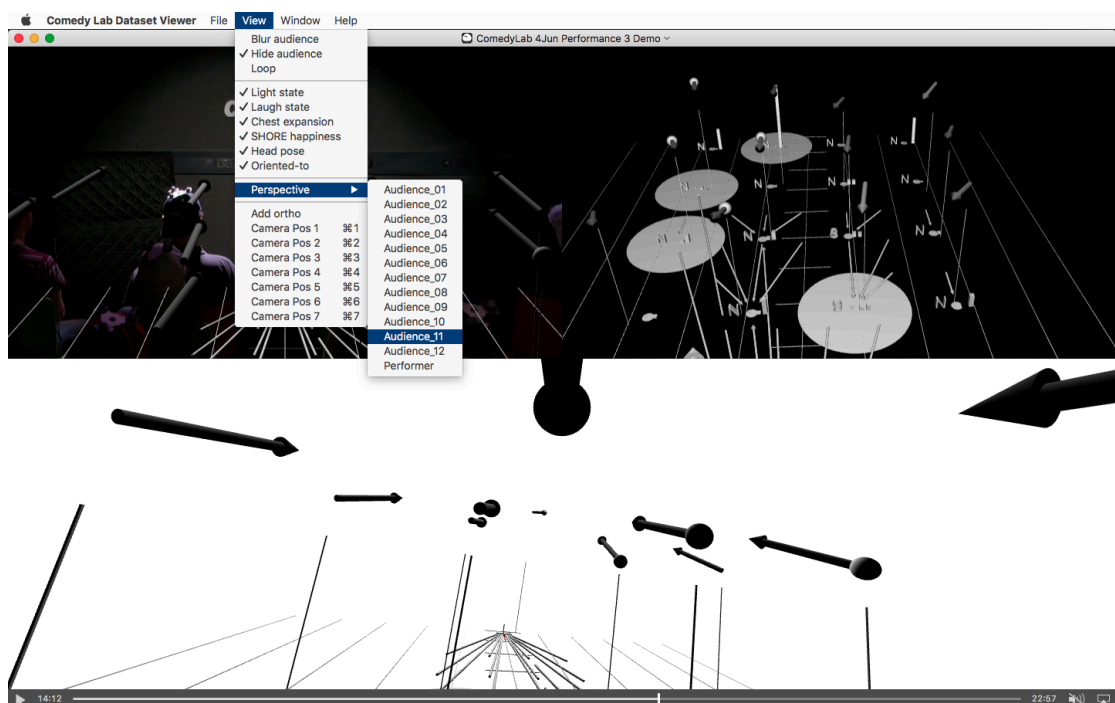 Comedy Lab Dataset Viewer File View Window Help
ComedyLab 4Jun Performance 3 Demo
Blur audience
✓ Hide audience
Loop
✓ Light state
✓ Laugh state
✓ Chest expansion
✓ SHORE happiness
✓ Head pose
✓ Oriented-to
Perspective
Add ortho
Camera Pos 1 ⌘1
Camera Pos 2 ⌘2
Camera Pos 3 ⌘3
Camera Pos 4 ⌘4
Camera Pos 5 ⌘5
Camera Pos 6 ⌘6
Camera Pos 7 ⌘7
Audience_01
Audience_02
Audience_03
Audience_04
Audience_05
Audience_06
Audience_07
Audience_08
Audience_09
Audience_10
Audience_11
Audience_12
Performer
N
N
N
N
N
N
N
N
N
14:12 22:57